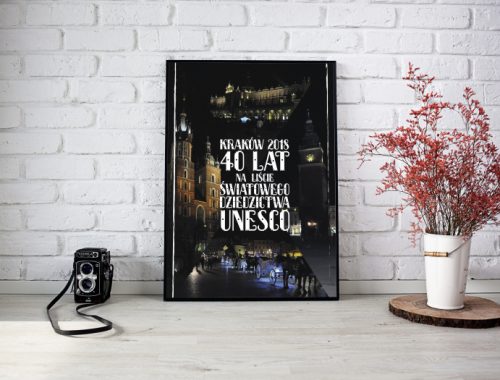 KRAKÓW 2018
40 LAT
NA LIŚCIE
ŚWIATOWEGO
DZIEDZICTWA
UNESCO